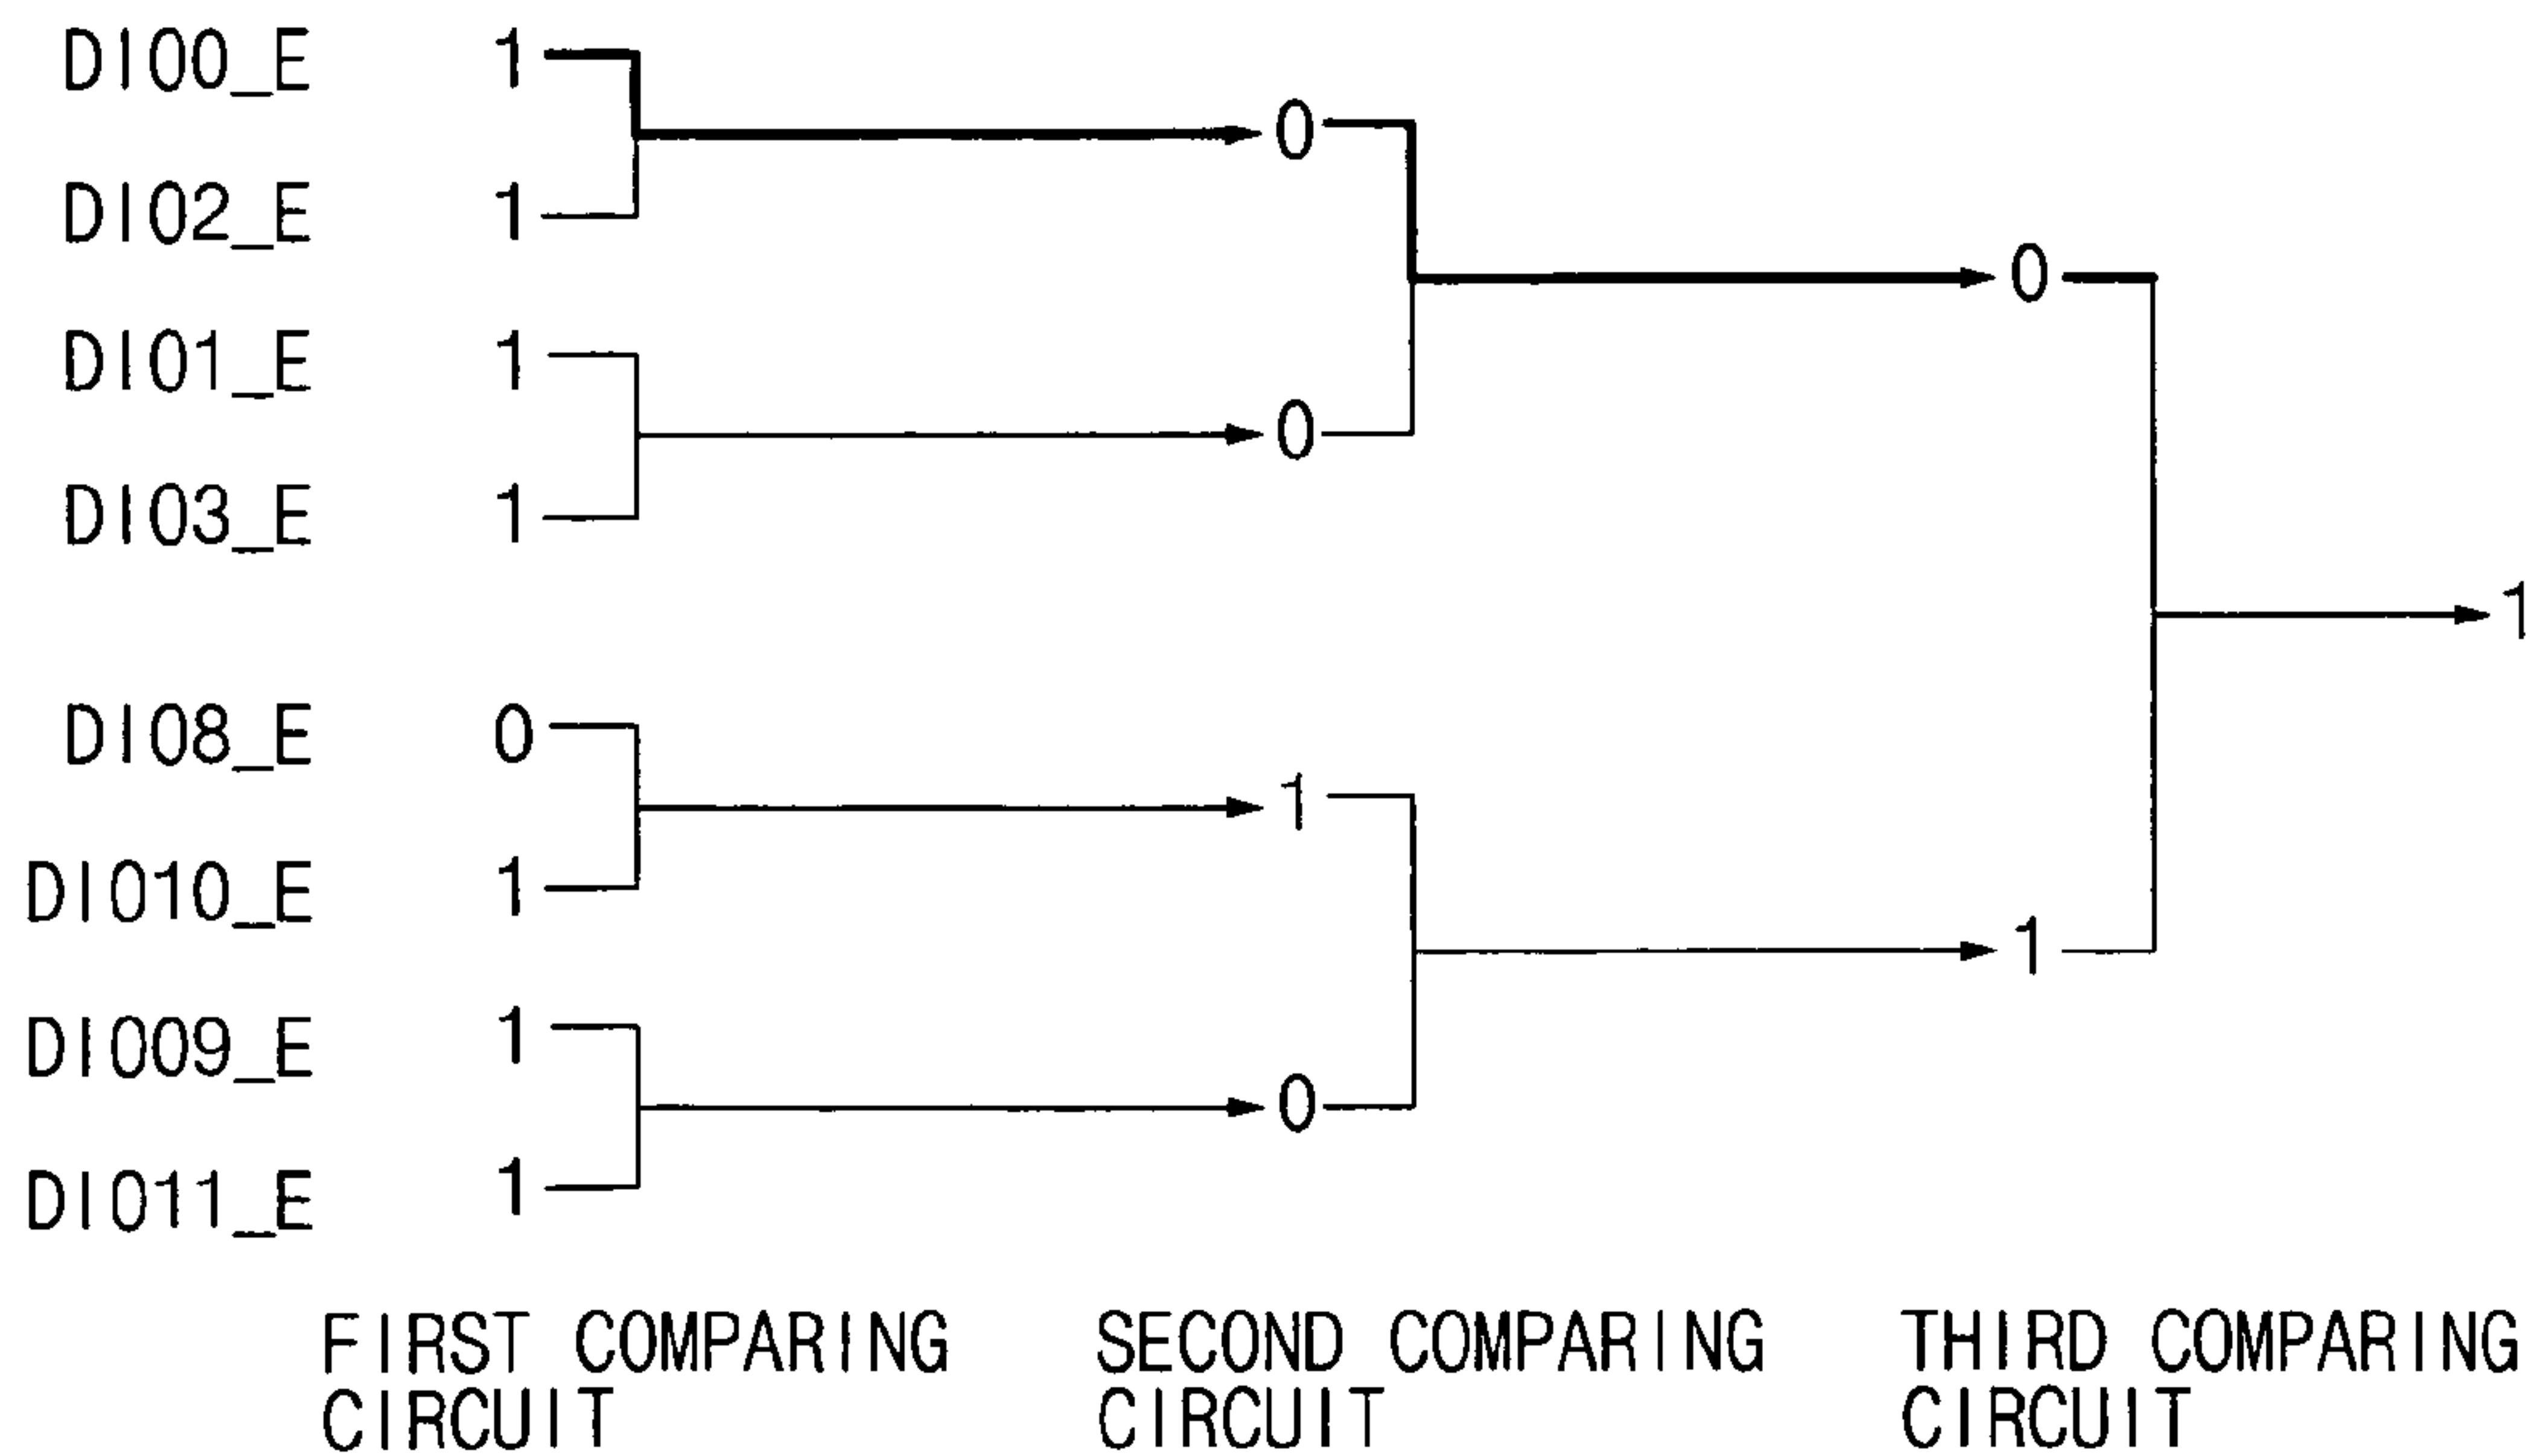 DIO0_E 1
0
DIO2_E 1
0
DIO1_E 1
0
DIO3_E 1
1
DIO8_E 0
1
DIO10_E 1
1
DIO09_E 1
0
DIO11_E 1
FIRST COMPARING CIRCUIT
SECOND COMPARING CIRCUIT
THIRD COMPARING CIRCUIT